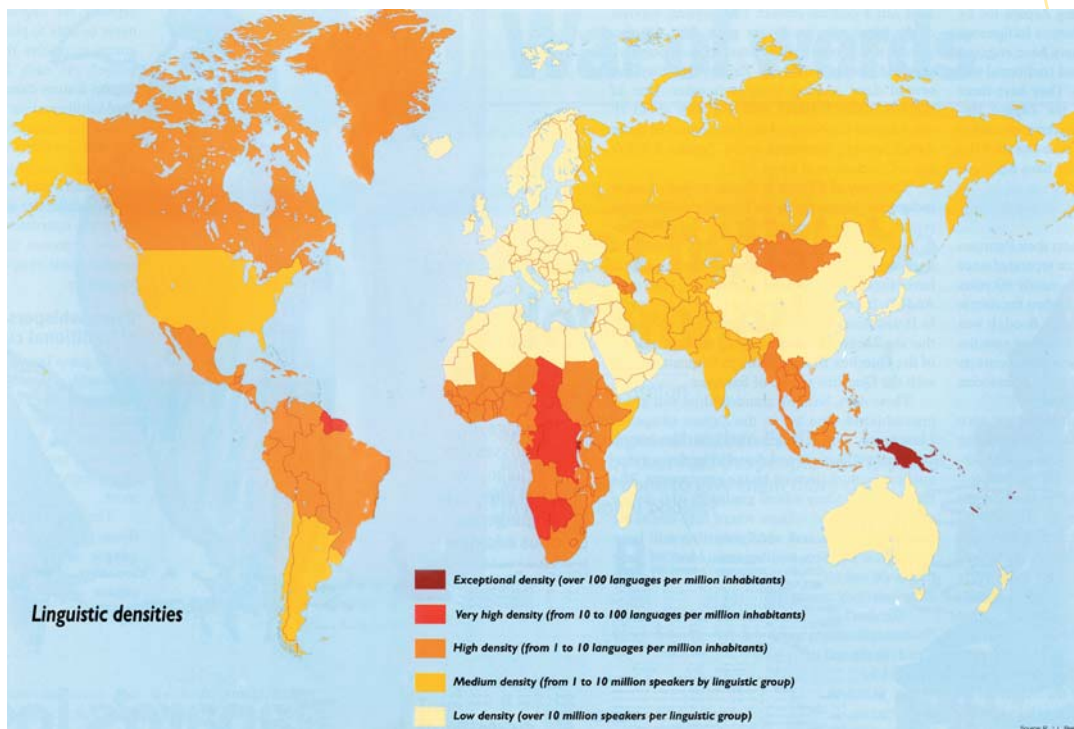 Linguistic densities
Exceptional density (over 100 languages per million inhabitants)
Very high density (from 10 to 100 languages per million inhabitants)
High density (from 1 to 10 languages per million inhabitants)
Medium density (from 1 to 10 million speakers by linguistic group)
Low density (over 10 million speakers per linguistic group)